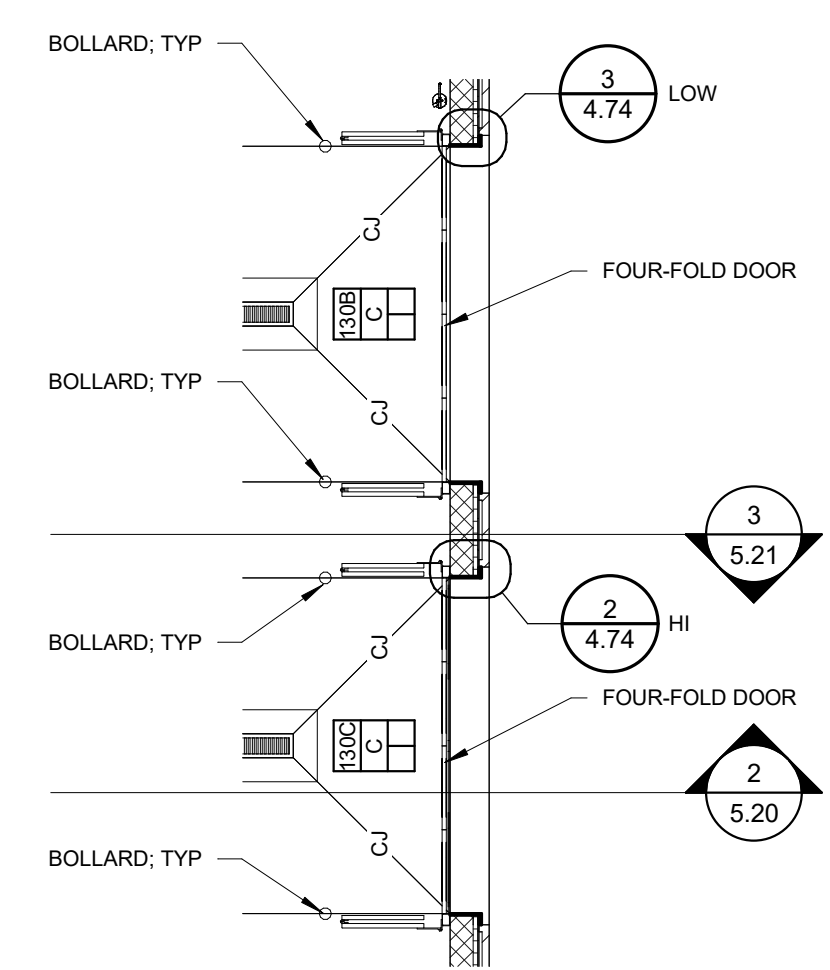 BOLLARD; TYP
3
4.74
LOW
CJ
FOUR-FOLD DOOR
130B
C
BOLLARD; TYP
CJ
3
5.21
2
4.74
HI
BOLLARD; TYP
CJ
FOUR-FOLD DOOR
130C
C
2
5.20
CJ
BOLLARD; TYP